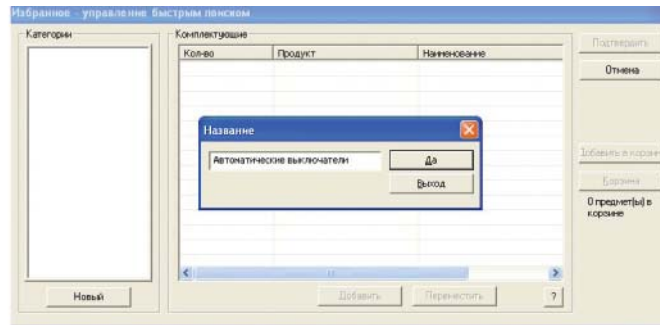 Избранное - управление быстрым поиском
Категории
Комплектующие
Кол-во Продукт Наименование
Подтвердить
Отмена
Название
Автоматические выключатели
Да
Выход
Добавить в корзин
Корзина
0 предмет(ы) в
корзине
Новый
Добавить
Переместить
?